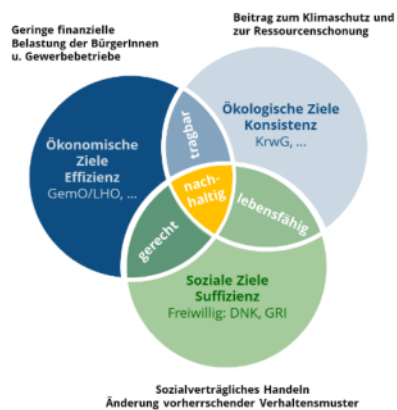 Geringe finanzielle
Belastung der BürgerInnen
u. Gewerbebetriebe
Beitrag zum Klimaschutz und
zur Ressourcenschonung
Ökonomische
Ziele
Effizienz
GemO/LHO, ...
tragbar
Ökologische Ziele
Konsistenz
KrwG, ...
nach-
haltig
gerecht
lebensfähig
Soziale Ziele
Suffizienz
Freiwillig: DNK, GRI
Sozialverträgliches Handeln
Änderung vorherrschender Verhaltensmuster